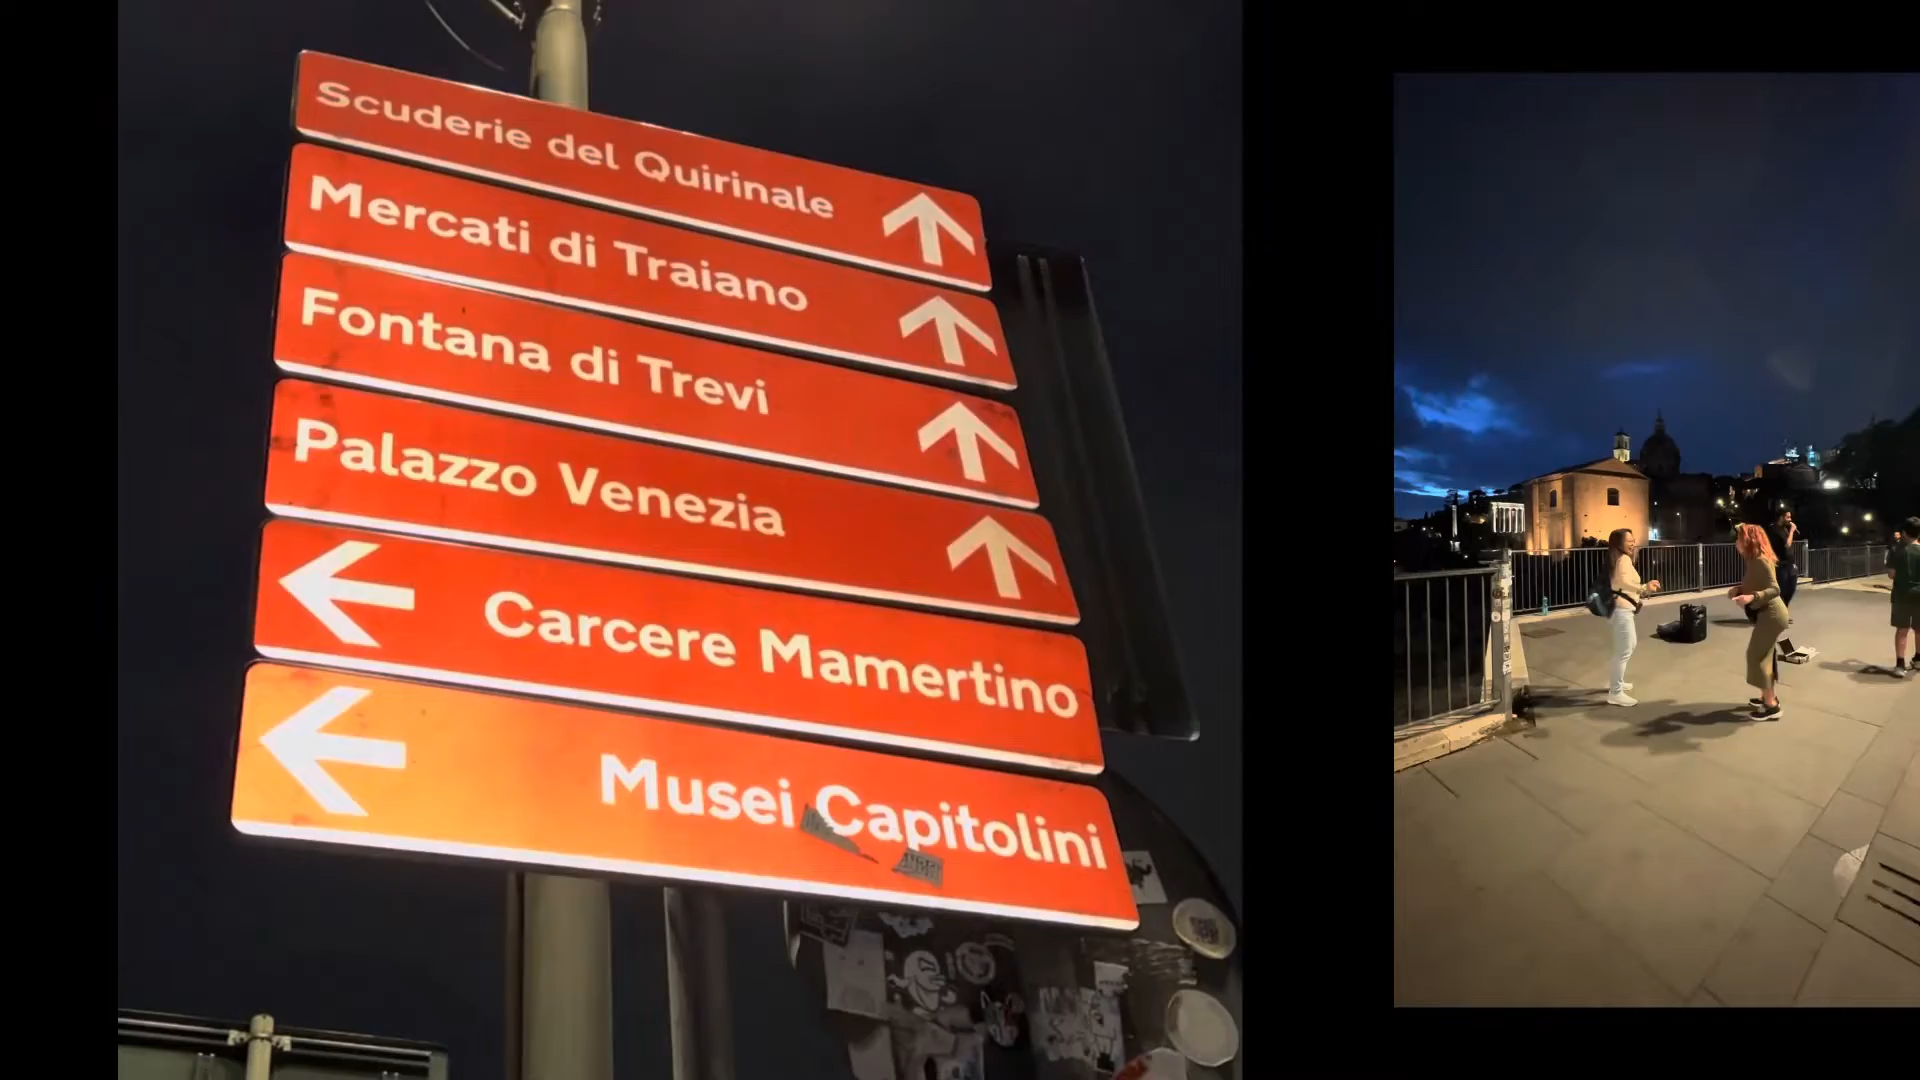 Scuderie del Quirinale
Mercati di Traiano
Fontana di Trevi
Palazzo Venezia
Carcere Mamertino
Musei Capitolini